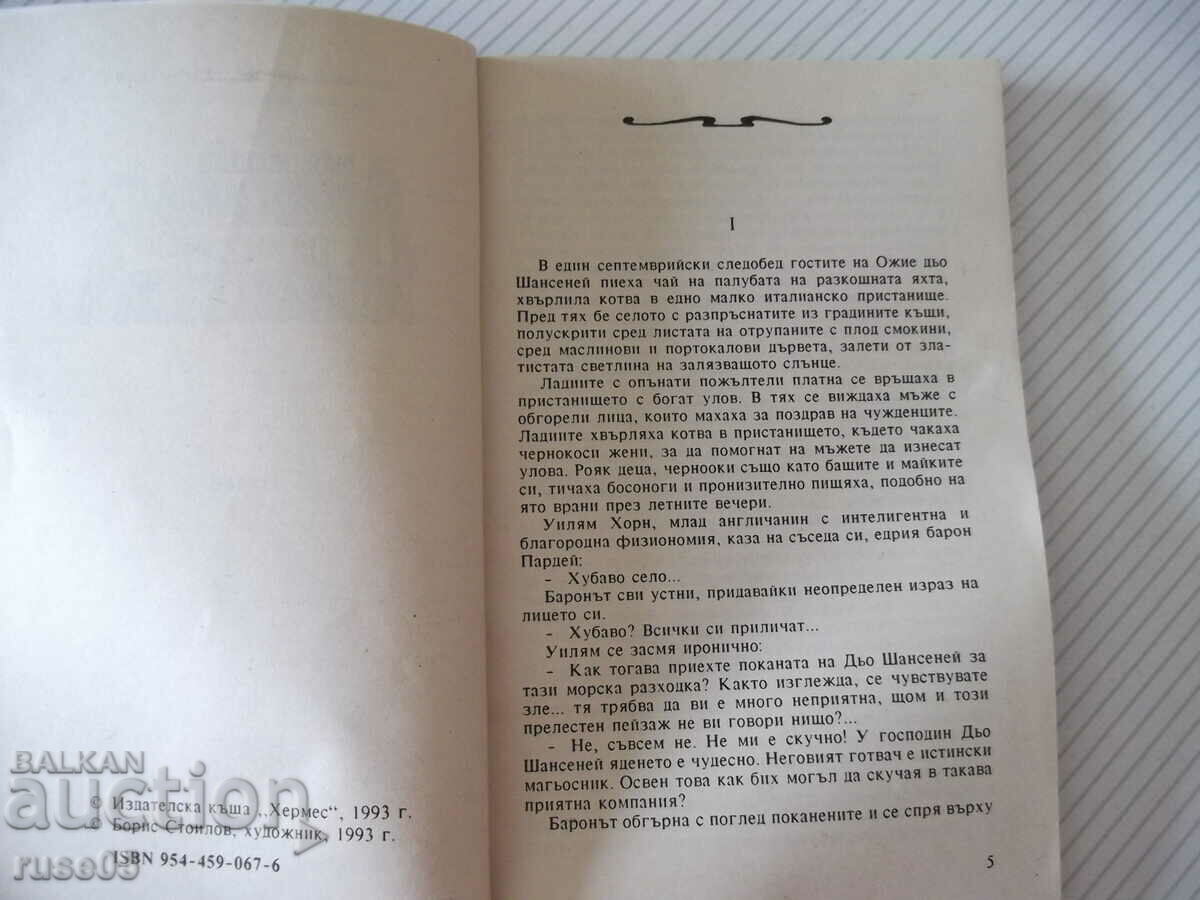 © Издателска къща „Хермес“, 1993 г.
© Борис Стоилов, художник, 1993 г.
ISBN 954-459-067-6
I
В един септемврийски следобед гостите на Ожие дьо
Шансеней пиеха чай на палубата на разкошната яхта,
хвърлила котва в едно малко италианско пристанище.
Пред тях бе селото с разпръснатите из градините къщи,
полускрити сред листата на отрупаните с плод смокини,
сред маслинови и портокалови дървета, залети от зла-
тистата светлина на залязващото слънце.
Ладиите с опънати пожълтели платна се връщаха в
пристанището с богат улов. В тях се виждаха мъже с
обгорели лица, които махаха за поздрав на чужденците.
Ладиите хвърляха котва в пристанището, където чакаха
чернокоси жени, за да помогнат на мъжете да изнесат
улова. Рояк деца, чернооки също като бащите и майките
си, тичаха босоноги и пронизително пищяха, подобно на
ято врани през летните вечери.
Уилям Хорн, млад англичанин с интелигентна и
благородна физиономия, каза на съседа си, едрия барон
Пардей:
- Хубаво село...
Баронът сви устни, придавайки неопределен израз на
лицето си.
- Хубаво? Всички си приличат...
Уилям се засмя иронично:
- Как тогава приехте поканата на Дьо Шансеней за
тази морска разходка? Както изглежда, се чувствувате
зле... тя трябва да ви е много неприятна, щом и този
прелестен пейзаж не ви говори нищо?...
- Не, съвсем не. Не ми е скучно! У господин Дьо
Шансеней яденето е чудесно. Неговият готвач е истински
магьосник. Освен това как бих могъл да скучая в такава
приятна компания?
Баронът обгърна с поглед поканените и се спря върху
5
BALKAN
auction
ruse03